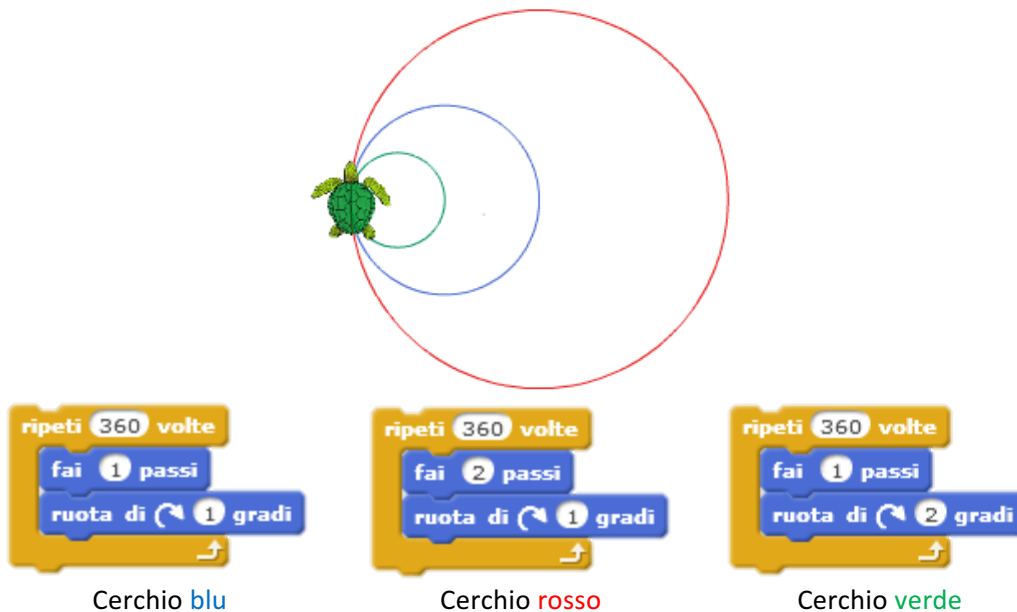 ripeti 360 volte
fai 1 passi
ruota di 1 gradi
Cerchio blu
ripeti 360 volte
fai 2 passi
ruota di 1 gradi
Cerchio rosso
ripeti 360 volte
fai 1 passi
ruota di 2 gradi
Cerchio verde